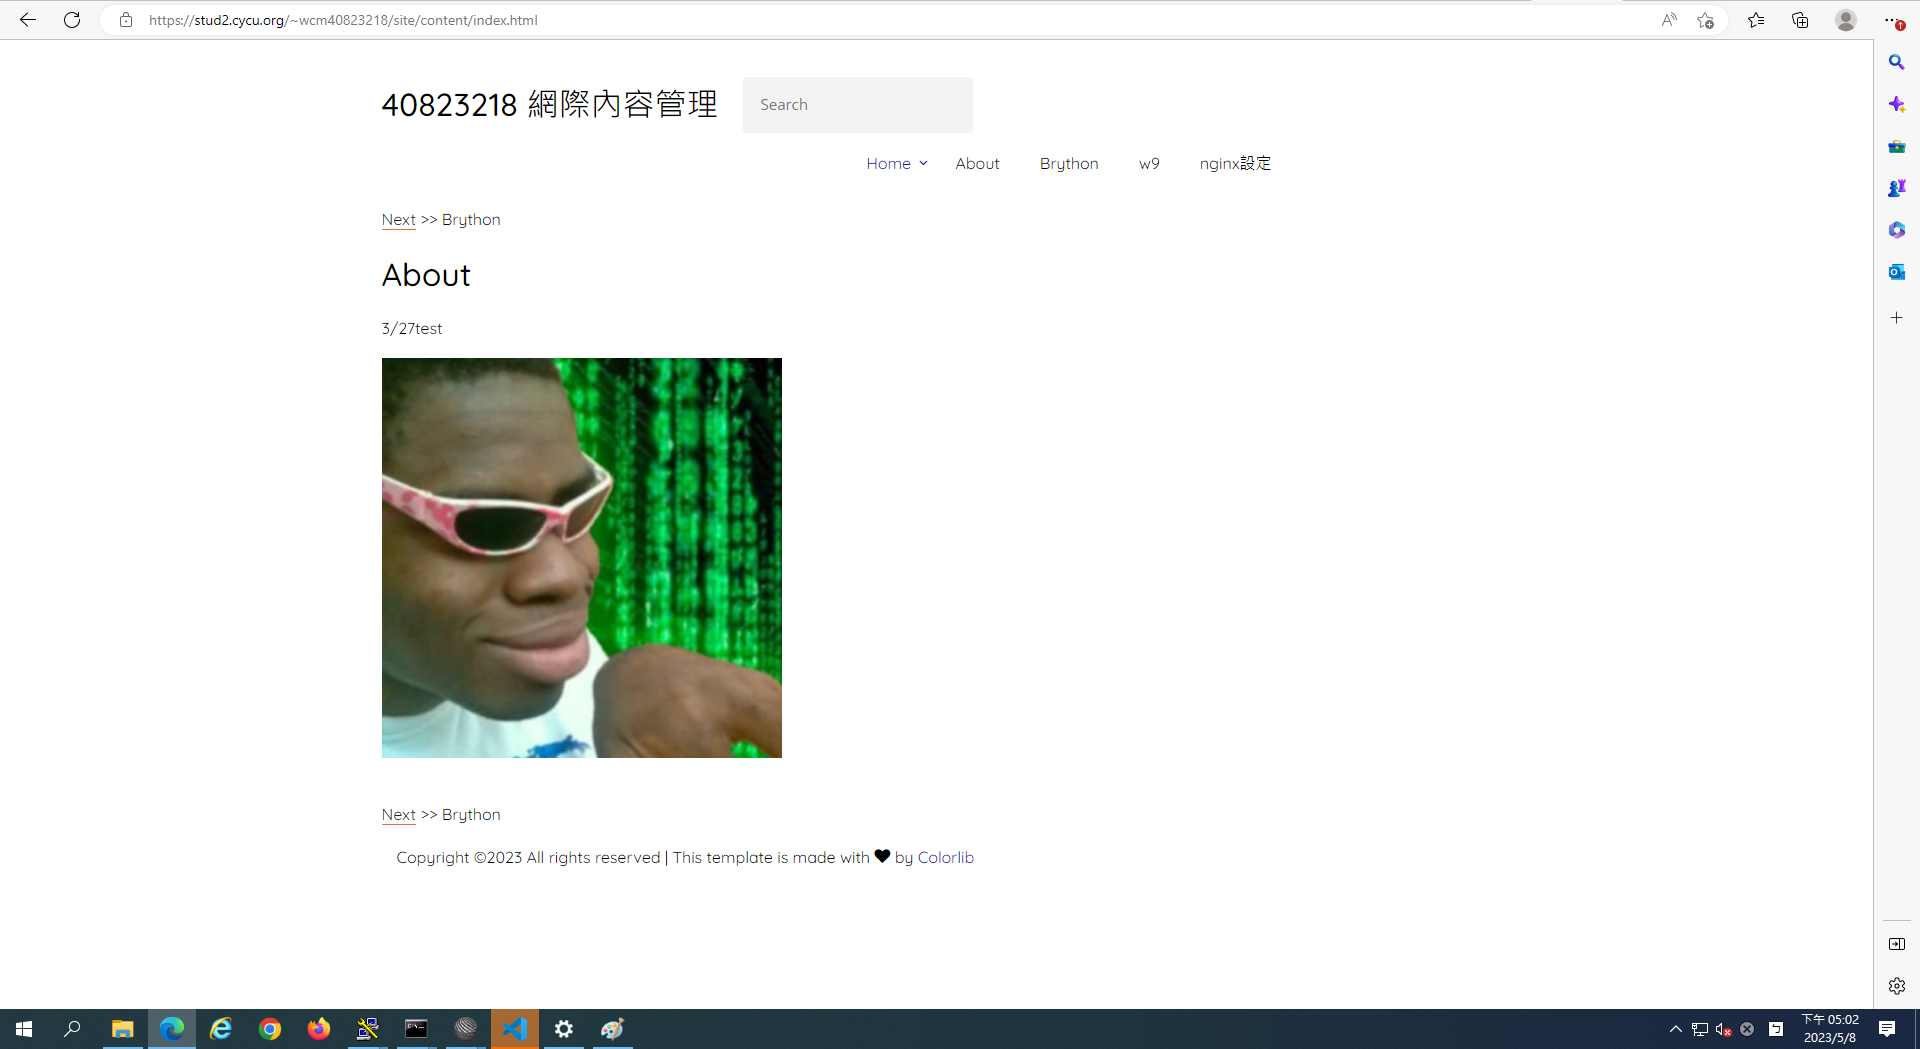 https://stud2.cycu.org/~wcm40823218/site/content/index.html
40823218 網際內容管理
Search
Home About Brython w9 nginx設定
Next >> Brython
About
3/27test
Next >> Brython
Copyright ©2023 All rights reserved | This template is made with ♥ by Colorlib
下午 05:02
2023/5/8